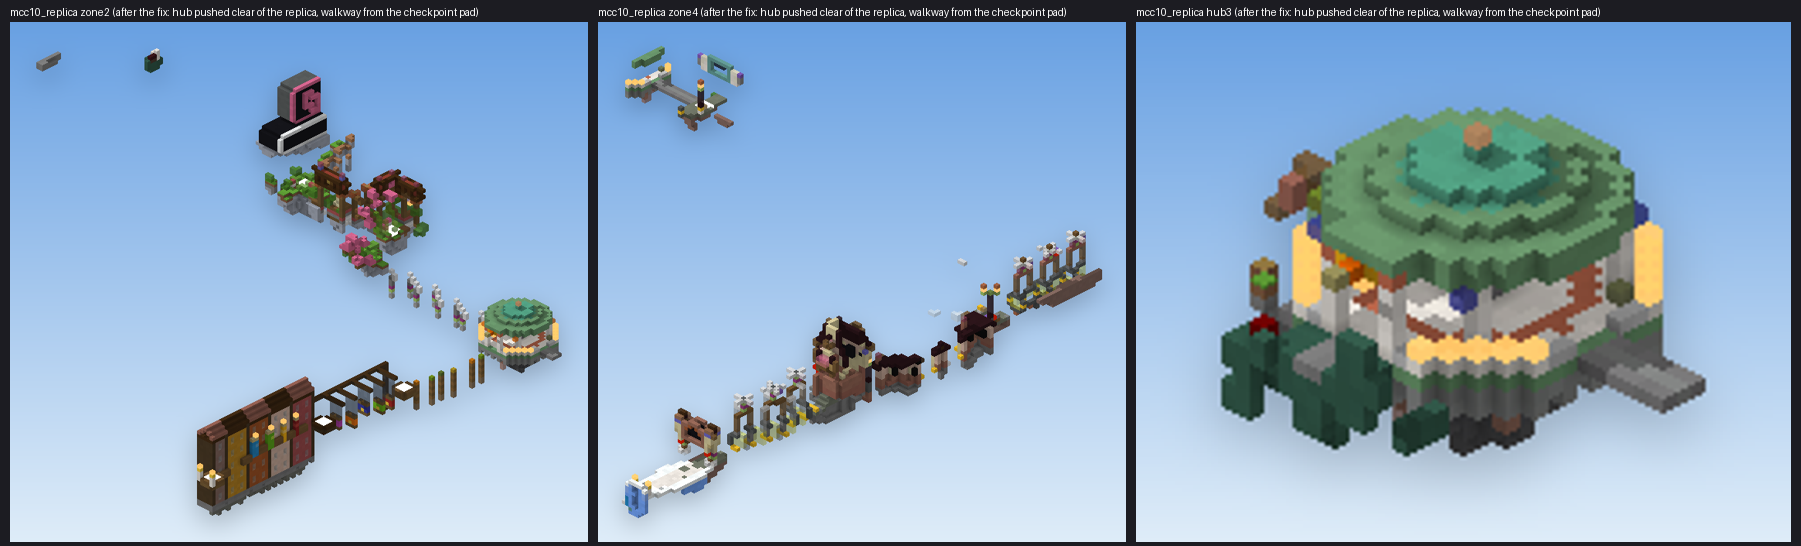 mcc10_replica zone2 (after the fix: hub pushed clear of the replica, walkway from the checkpoint pad)
mcc10_replica zone4 (after the fix: hub pushed clear of the replica, walkway from the checkpoint pad)
mcc10_replica hub3 (after the fix: hub pushed clear of the replica, walkway from the checkpoint pad)